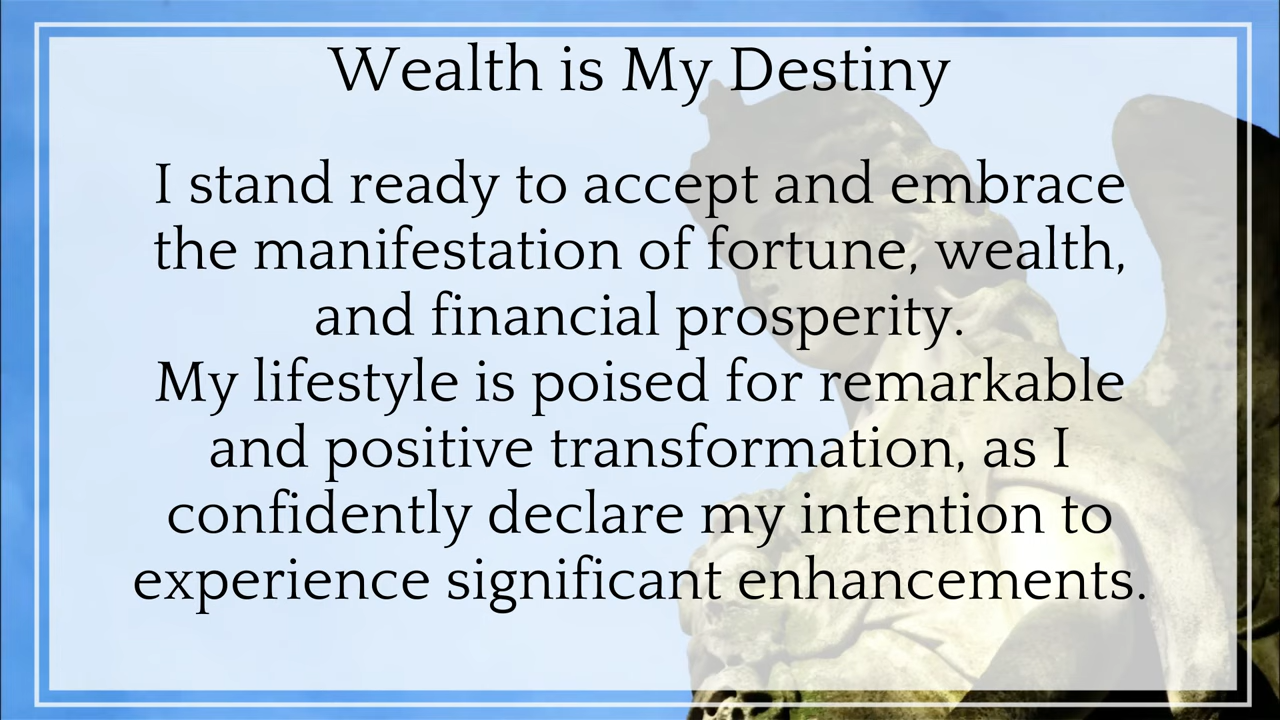 Wealth is My Destiny
I stand ready to accept and embrace
the manifestation of fortune, wealth,
and financial prosperity.
My lifestyle is poised for remarkable
and positive transformation, as I
confidently declare my intention to
experience significant enhancements.